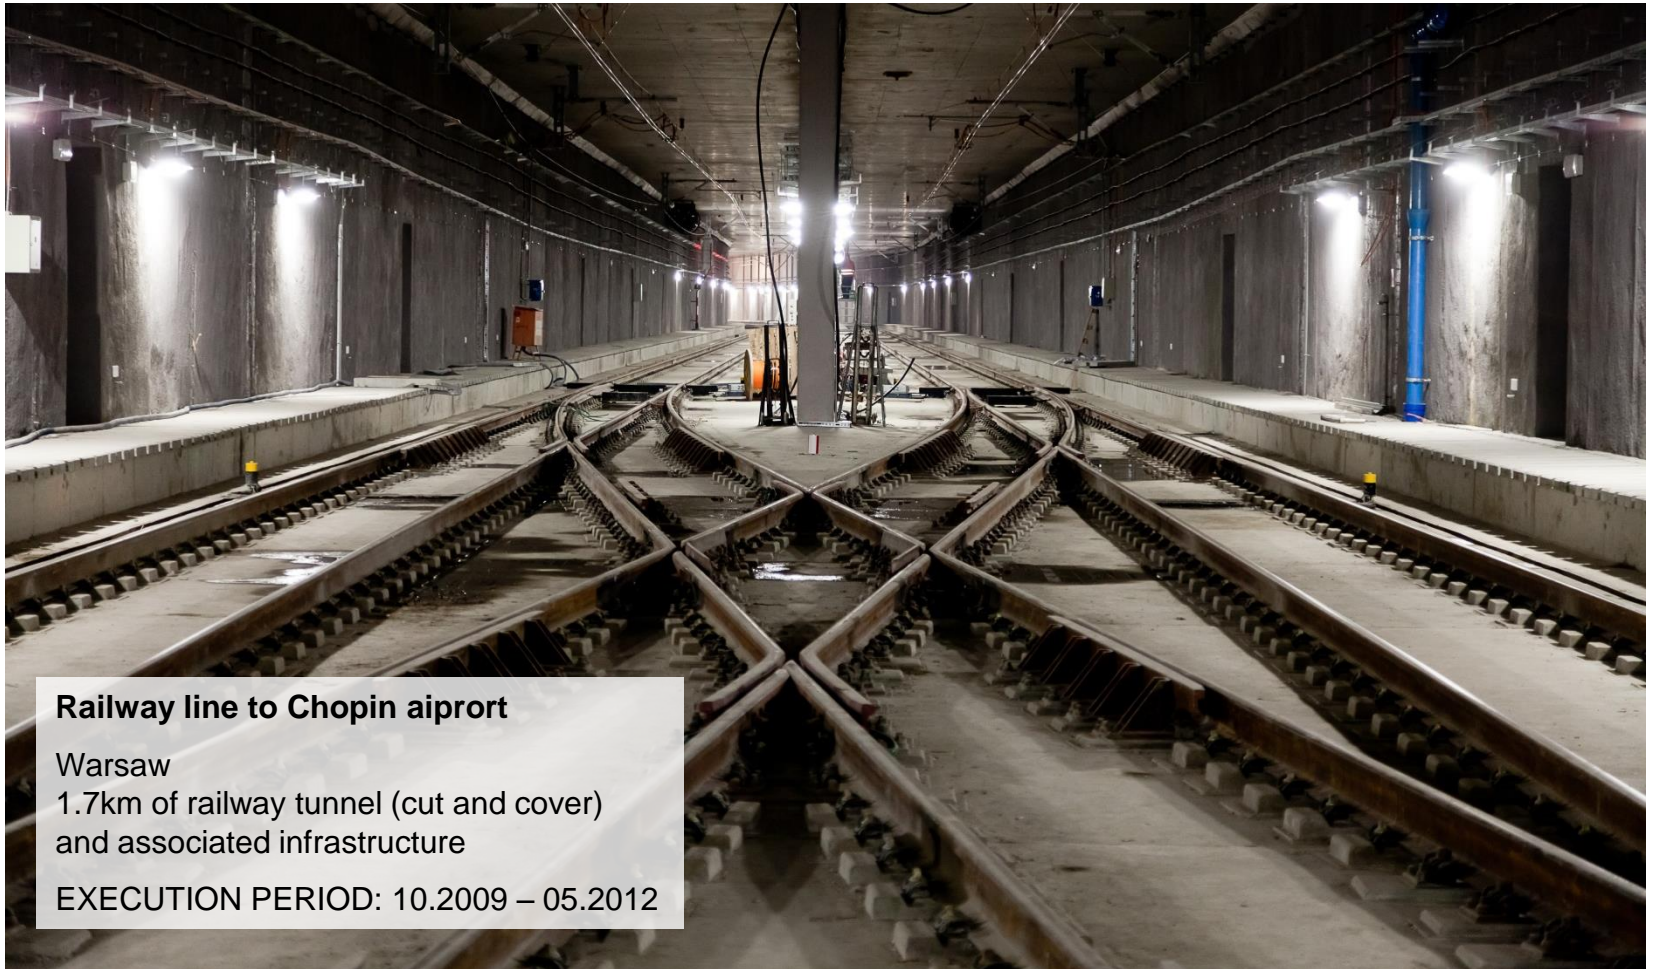 Railway line to Chopin aiprort
Warsaw
1.7km of railway tunnel (cut and cover)
and associated infrastructure
EXECUTION PERIOD: 10.2009 – 05.2012